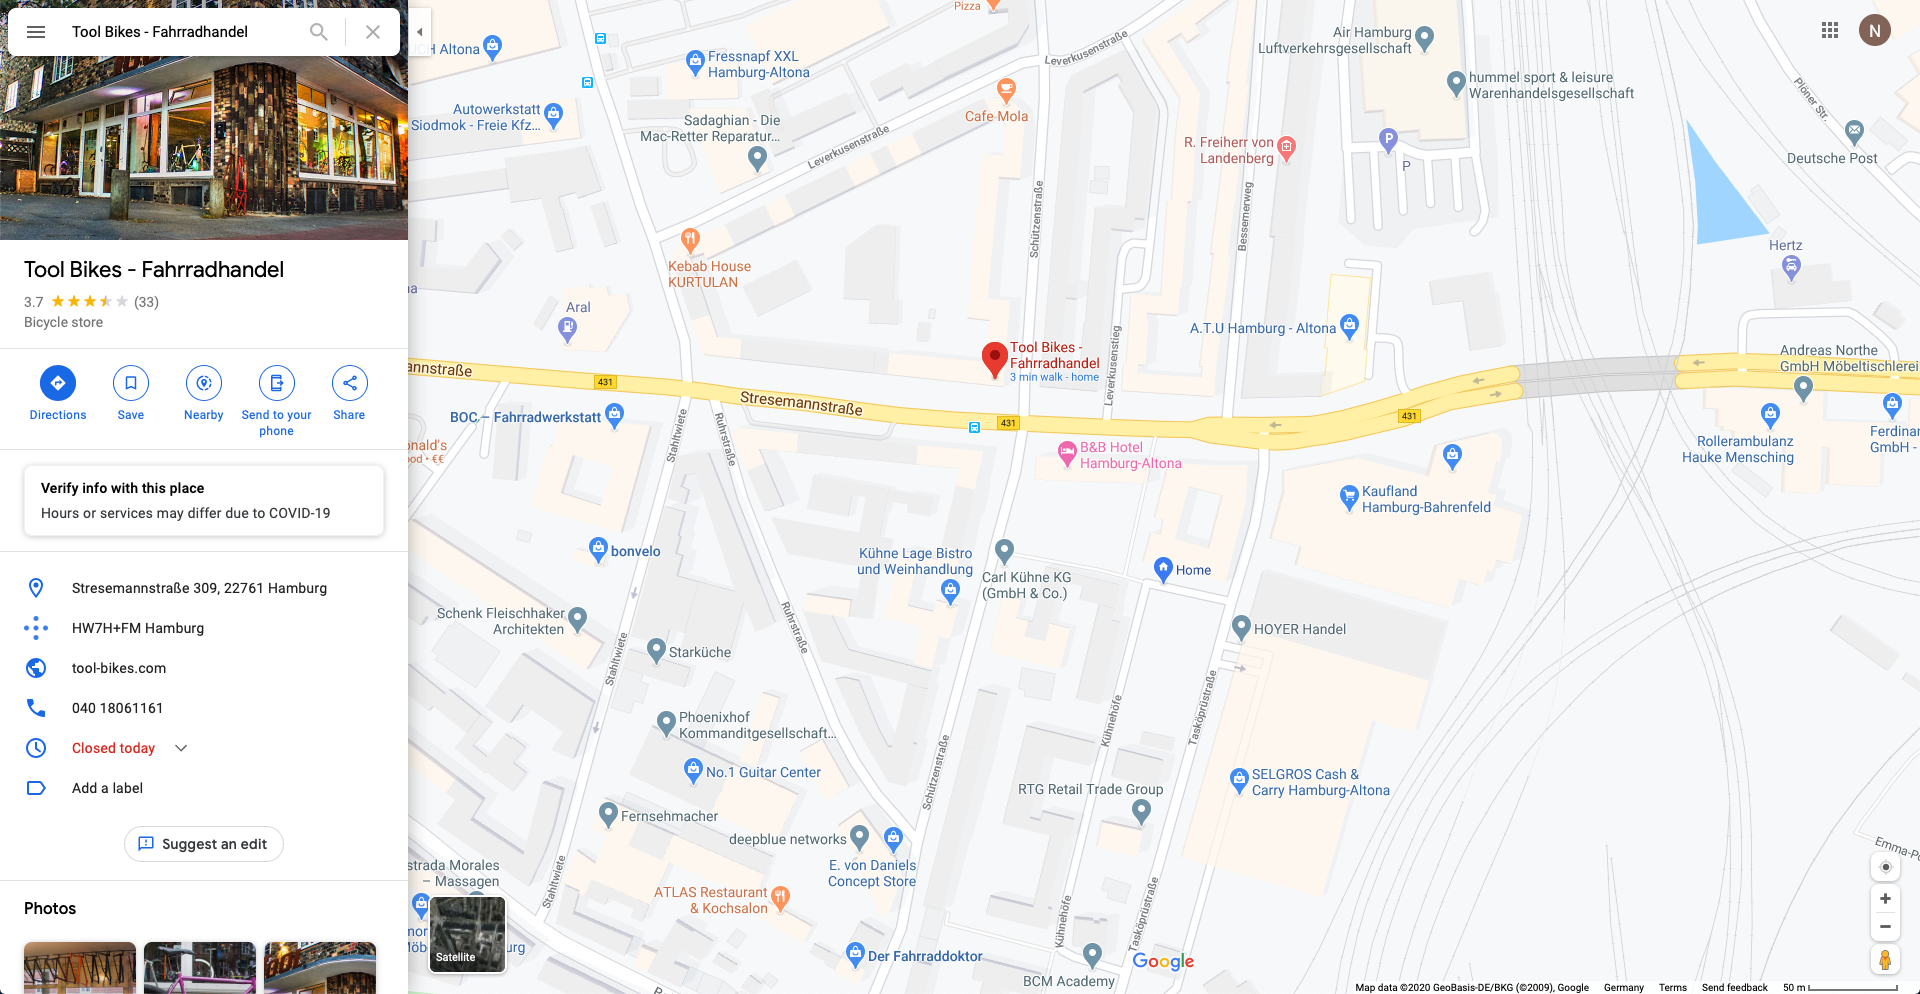 Tool Bikes - Fahrradhandel
Tool Bikes - Fahrradhandel
3.7
(33)
Bicycle store
Directions
Save
Nearby
Send to your
phone
Share
Verify info with this place
Hours or services may differ due to COVID-19
Stresemannstraße 309, 22761 Hamburg
HW7H+FM Hamburg
tool-bikes.com
040 18061161
Closed today
Add a label
Suggest an edit
Photos
Pizza
Altona
Fressnapf XXL
Hamburg-Altona
Autowerkstatt
Siodmok - Freie Kfz...
Sadaghian - Die
Mac-Retter Reparatur...
Leverkusenstraße
Leverkusenstraße
Cafe Mola
Air Hamburg
Luftverkehrsgesellschaft
hummel sport & leisure
Warenhandelsgesellschaft
R. Freiherr von
Landenberg
P
P
Plöner Str.
Deutsche Post
N
Hertz
Schützenstraße
Bessemerweg
Kebab House
KURTULAN
Aral
A.T.U Hamburg - Altona
Tool Bikes -
Fahrradhandel
3 min walk - home
Leverkusenstieg
Andreas Northe
GmbH Möbeltischlerei
annstraße
431
Stresemannstraße
431
431
BOC – Fahrradwerkstatt
Stahltwiete
Ruhrstraße
onald's
ood • €€
B&B Hotel
Hamburg-Altona
Rollerambulanz
Hauke Mensching
Ferdinan
GmbH -
Kaufland
Hamburg-Bahrenfeld
bonvelo
Kühne Lage Bistro
und Weinhandlung
Carl Kühne KG
(GmbH & Co.)
Home
Schenk Fleischhaker
Architekten
Ruhrstraße
HOYER Handel
Starküche
Stahltwiete
Phoenixhof
Kommanditgesellschaft...
Kühnehöfe
Tasköprüstraße
No.1 Guitar Center
Schützenstraße
SELGROS Cash &
Carry Hamburg-Altona
RTG Retail Trade Group
Fernsehmacher
deepblue networks
E. von Daniels
Concept Store
strada Morales
– Massagen
Stahltwiete
ATLAS Restaurant
& Kochsalon
Kühnehöfe
Tasköprüstraße
Emma-Po
Satellite
urg
Der Fahrraddoktor
Google
BCM Academy
Map data ©2020 GeoBasis-DE/BKG (©2009), Google
Germany
Terms
Send feedback
50 m